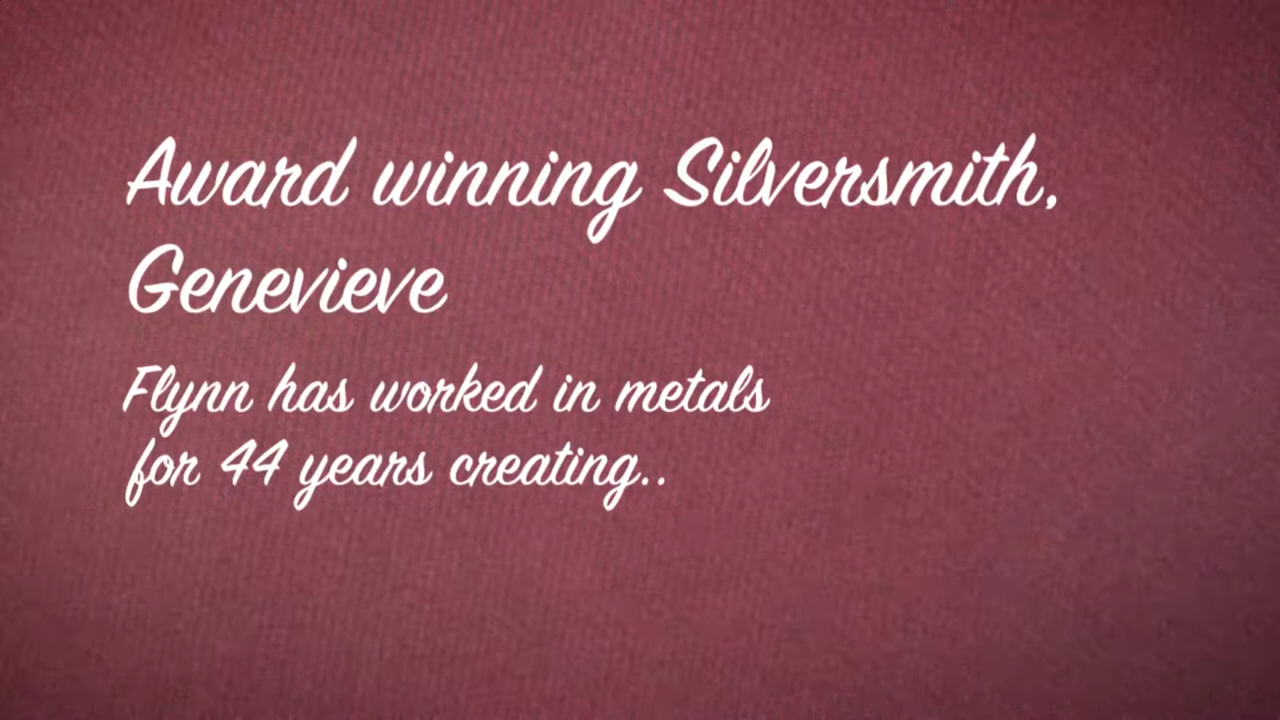 Award winning Silversmith,
Genevieve
Flynn has worked in metals
for 44 years creating..